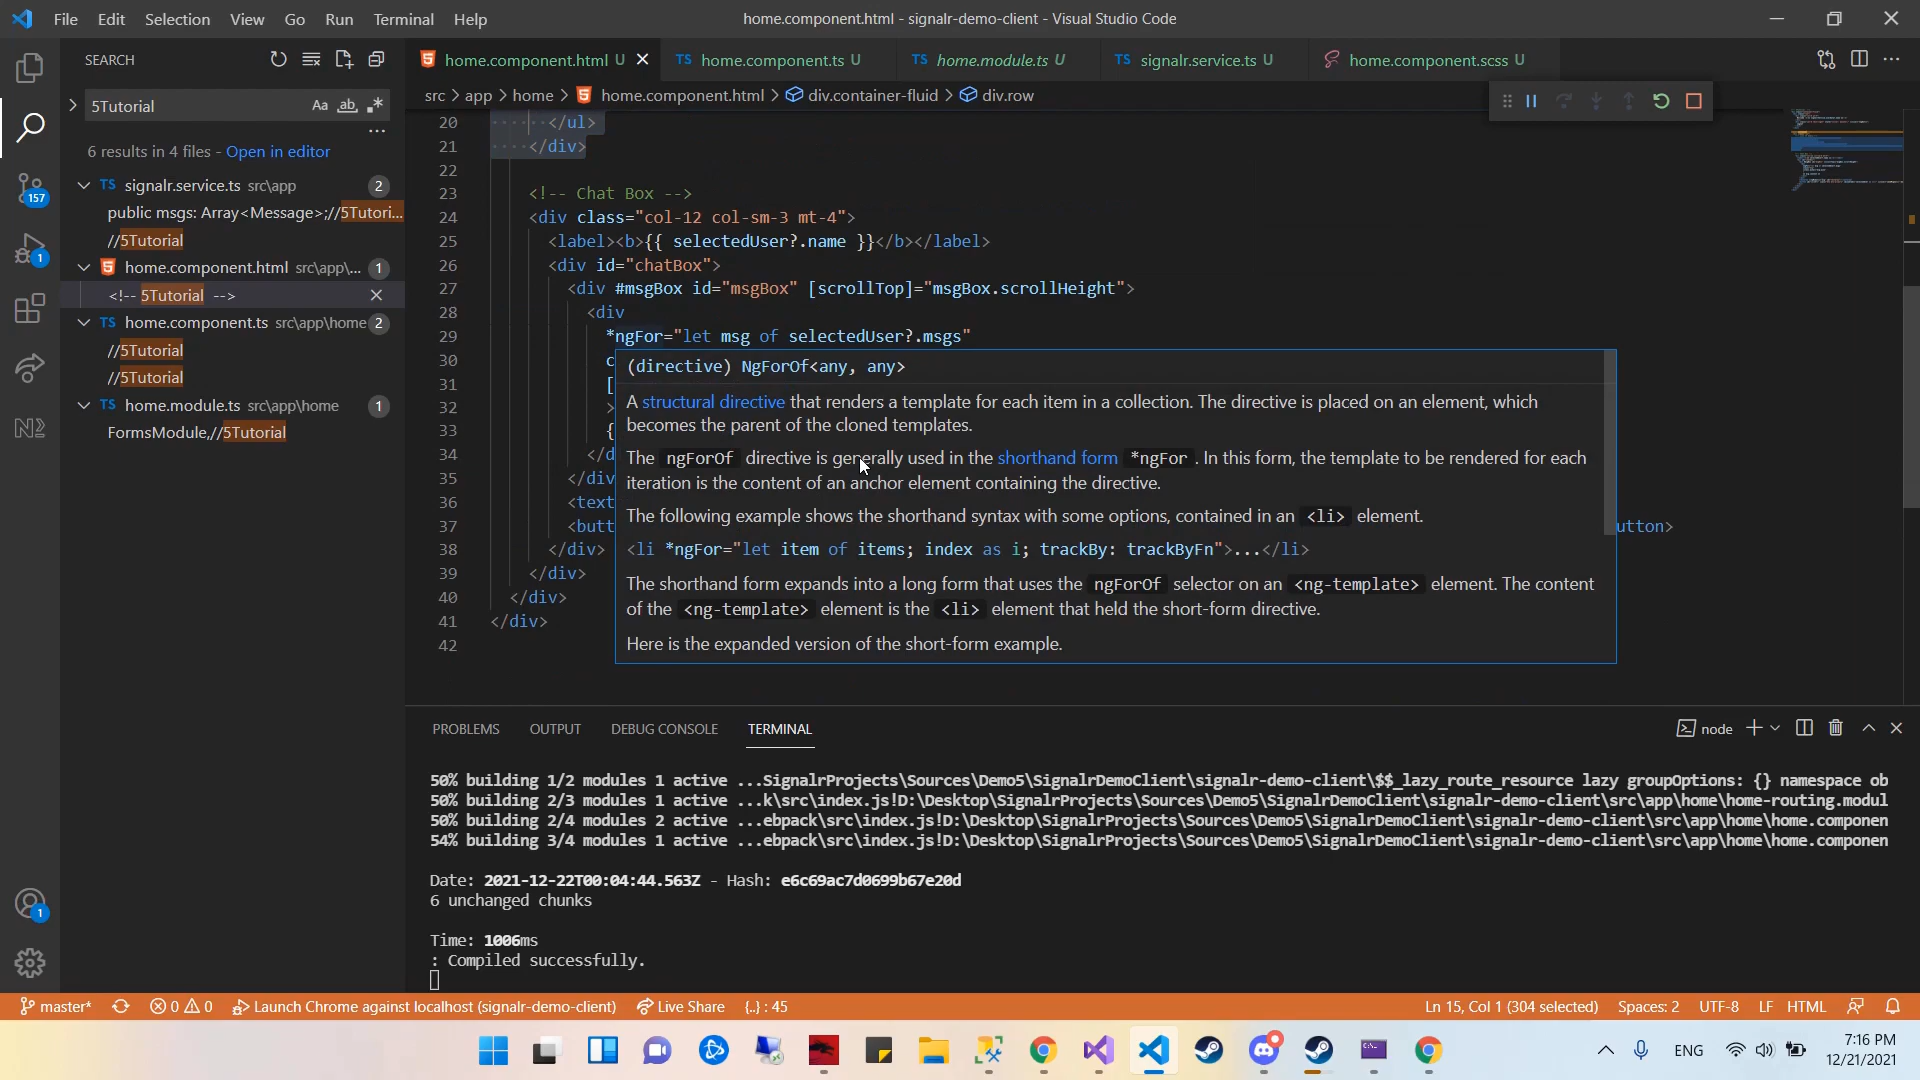 File Edit Selection View Go Run Terminal Help
home.component.html - signalr-demo-client - Visual Studio Code
SEARCH
5Tutorial
Aa ab
6 results in 4 files - Open in editor
signalr.service.ts src\app 2
public msgs: Array<Message>;//5Tutori...
//5Tutorial
home.component.html src\app\... 1
<!-- 5Tutorial -->
home.component.ts src\app\home 2
//5Tutorial
//5Tutorial
home.module.ts src\app\home 1
FormsModule,//5Tutorial
157
1
1
home.component.html U
TS home.component.ts U
TS home.module.ts U
TS signalr.service.ts U
home.component.scss U
src > app > home > home.component.html > div.container-fluid > div.row
20 </ul>
21 </div>
22
23 <!-- Chat Box -->
24 <div class="col-12 col-sm-3 mt-4">
25 <label><b>{{ selectedUser?.name }}</b></label>
26 <div id="chatBox">
27 <div #msgBox id="msgBox" [scrollTop]="msgBox.scrollHeight">
28 <div
29 *ngFor="let msg of selectedUser?.msgs"
30 c
31 [
32 >
33 {
34 </d
35 </div
36 <text
37 <butt utton>
38 </div>
39 </div>
40 </div>
41 </div>
42
(directive) NgForOf<any, any>
A structural directive that renders a template for each item in a collection. The directive is placed on an element, which
becomes the parent of the cloned templates.
The ngForOf directive is generally used in the shorthand form *ngFor. In this form, the template to be rendered for each
iteration is the content of an anchor element containing the directive.
The following example shows the shorthand syntax with some options, contained in an <li> element.
<li *ngFor="let item of items; index as i; trackBy: trackByFn">...</li>
The shorthand form expands into a long form that uses the ngForOf selector on an <ng-template> element. The content
of the <ng-template> element is the <li> element that held the short-form directive.
Here is the expanded version of the short-form example.
PROBLEMS OUTPUT DEBUG CONSOLE TERMINAL
node
50% building 1/2 modules 1 active ...SignalrProjects\Sources\Demo5\SignalrDemoClient\signalr-demo-client\$$_lazy_route_resource lazy groupOptions: {} namespace ob
50% building 2/3 modules 1 active ...k\src\index.js!D:\Desktop\SignalrProjects\Sources\Demo5\SignalrDemoClient\signalr-demo-client\src\app\home\home-routing.modul
50% building 2/4 modules 2 active ...ebpack\src\index.js!D:\Desktop\SignalrProjects\Sources\Demo5\SignalrDemoClient\signalr-demo-client\src\app\home\home.componen
54% building 3/4 modules 1 active ...ebpack\src\index.js!D:\Desktop\SignalrProjects\Sources\Demo5\SignalrDemoClient\signalr-demo-client\src\app\home\home.componen
Date: 2021-12-22T00:04:44.563Z - Hash: e6c69ac7d0699b67e20d
6 unchanged chunks
Time: 1006ms
: Compiled successfully.
master* 0 0 Launch Chrome against localhost (signalr-demo-client) Live Share {..} : 45
Ln 15, Col 1 (304 selected) Spaces: 2 UTF-8 LF HTML
ENG
7:16 PM
12/21/2021